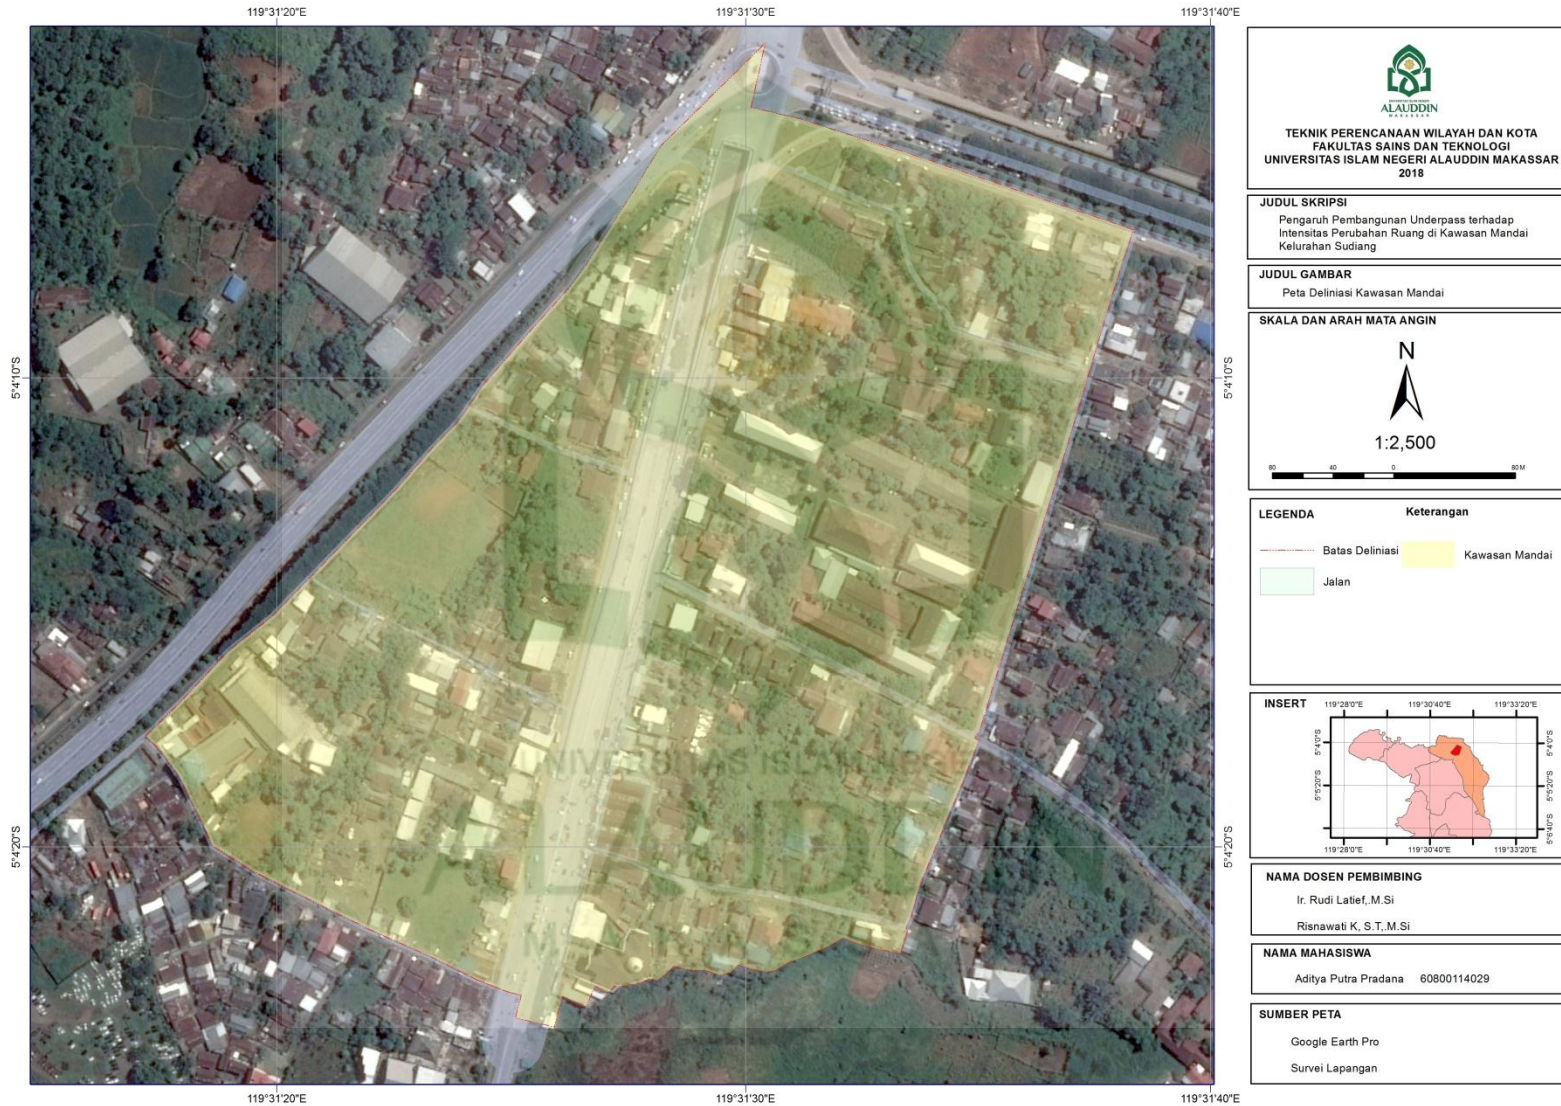 119°31'20"E
119°31'30"E
119°31'40"E
5°4'10"S
5°4'10"S
5°4'20"S
5°4'20"S
119°31'20"E
119°31'30"E
119°31'40"E
ALAUDDIN
MAKASSAR
TEKNIK PERENCANAAN WILAYAH DAN KOTA
FAKULTAS SAINS DAN TEKNOLOGI
UNIVERSITAS ISLAM NEGERI ALAUDDIN MAKASSAR
2018
JUDUL SKRIPSI
Pengaruh Pembangunan Underpass terhadap
Intensitas Perubahan Ruang di Kawasan Mandai
Kelurahan Sudiang
JUDUL GAMBAR
Peta Deliniasi Kawasan Mandai
SKALA DAN ARAH MATA ANGIN
N
1:2,500
80 40 0 80 M
LEGENDA Keterangan
Batas Deliniasi Kawasan Mandai
Jalan
INSERT
119°28'0"E 119°30'40"E 119°33'20"E
5°4'0"S 5°4'0"S
5°5'20"S 5°5'20"S
5°6'40"S
119°28'0"E 119°30'40"E 119°33'20"E
NAMA DOSEN PEMBIMBING
Ir. Rudi Latief,.M.Si
Risnawati K, S.T,.M.Si
NAMA MAHASISWA
Aditya Putra Pradana 60800114029
SUMBER PETA
Google Earth Pro
Survei Lapangan